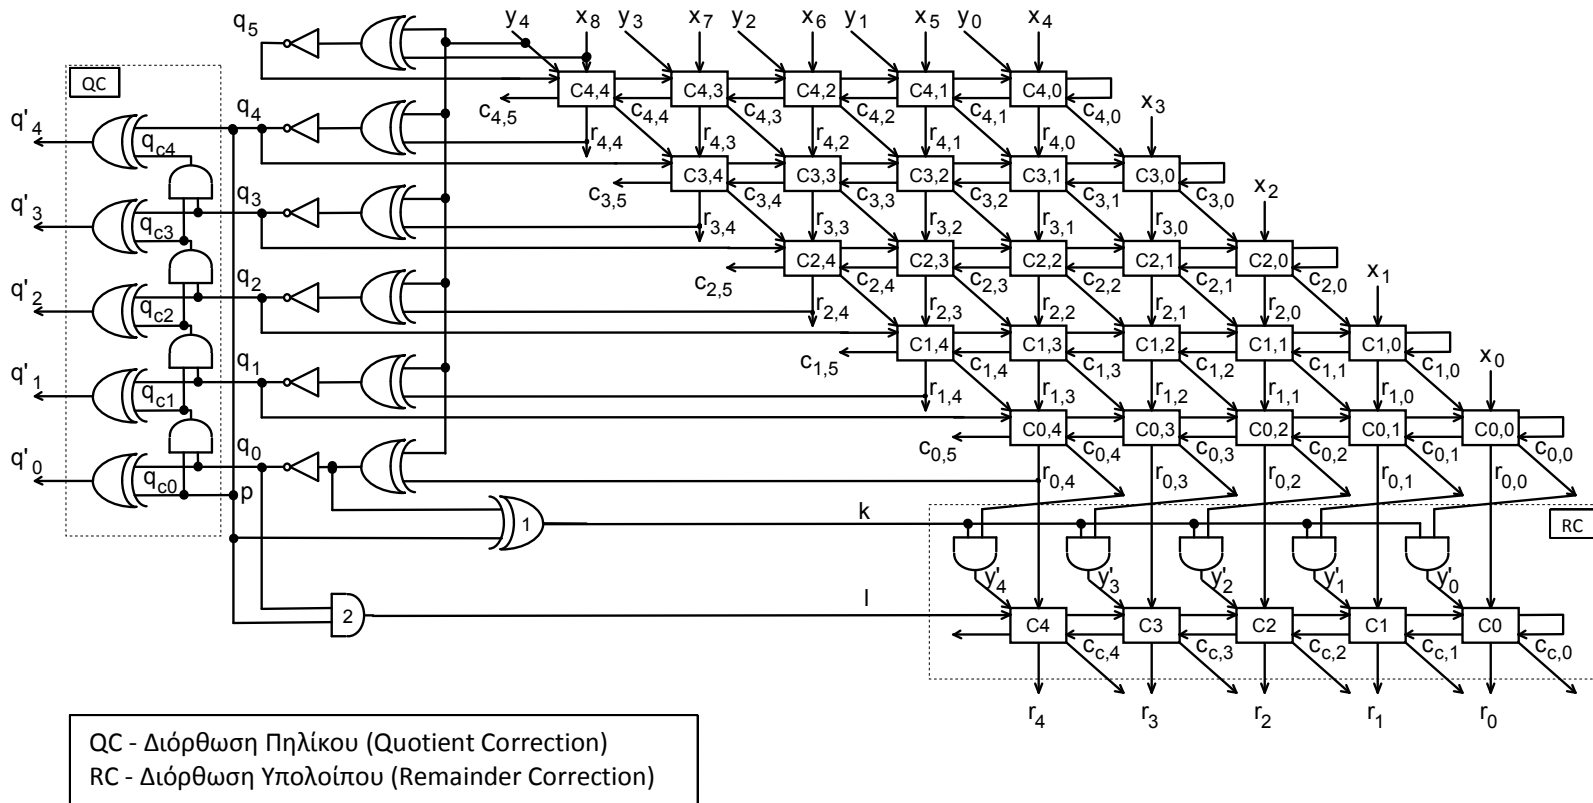 q5 y4 x8 y3 x7 y2 x6 y1 x5 y0 x4
QC
C4,4 C4,3 C4,2 C4,1 C4,0
c4,5 c4,4 c4,3 c4,2 c4,1 c4,0
q'4 qc4 q4 r4,4 r4,3 r4,2 r4,1 r4,0 x3
C3,4 C3,3 C3,2 C3,1 C3,0
c3,5 c3,4 c3,3 c3,2 c3,1 c3,0
q'3 qc3 q3 r3,4 r3,3 r3,2 r3,1 r3,0 x2
C2,4 C2,3 C2,2 C2,1 C2,0
c2,5 c2,4 c2,3 c2,2 c2,1 c2,0
q'2 qc2 q2 r2,4 r2,3 r2,2 r2,1 r2,0 x1
C1,4 C1,3 C1,2 C1,1 C1,0
c1,5 c1,4 c1,3 c1,2 c1,1 c1,0
q'1 qc1 q1 r1,4 r1,3 r1,2 r1,1 r1,0 x0
C0,4 C0,3 C0,2 C0,1 C0,0
c0,5 c0,4 c0,3 c0,2 c0,1 c0,0
q'0 qc0 p q0 r0,4 r0,3 r0,2 r0,1 r0,0
1 k RC
y'4 y'3 y'2 y'1 y'0
2 l C4 C3 C2 C1 C0
cc,4 cc,3 cc,2 cc,1 cc,0
r4 r3 r2 r1 r0
QC - Διόρθωση Πηλίκου (Quotient Correction)
RC - Διόρθωση Υπολοίπου (Remainder Correction)